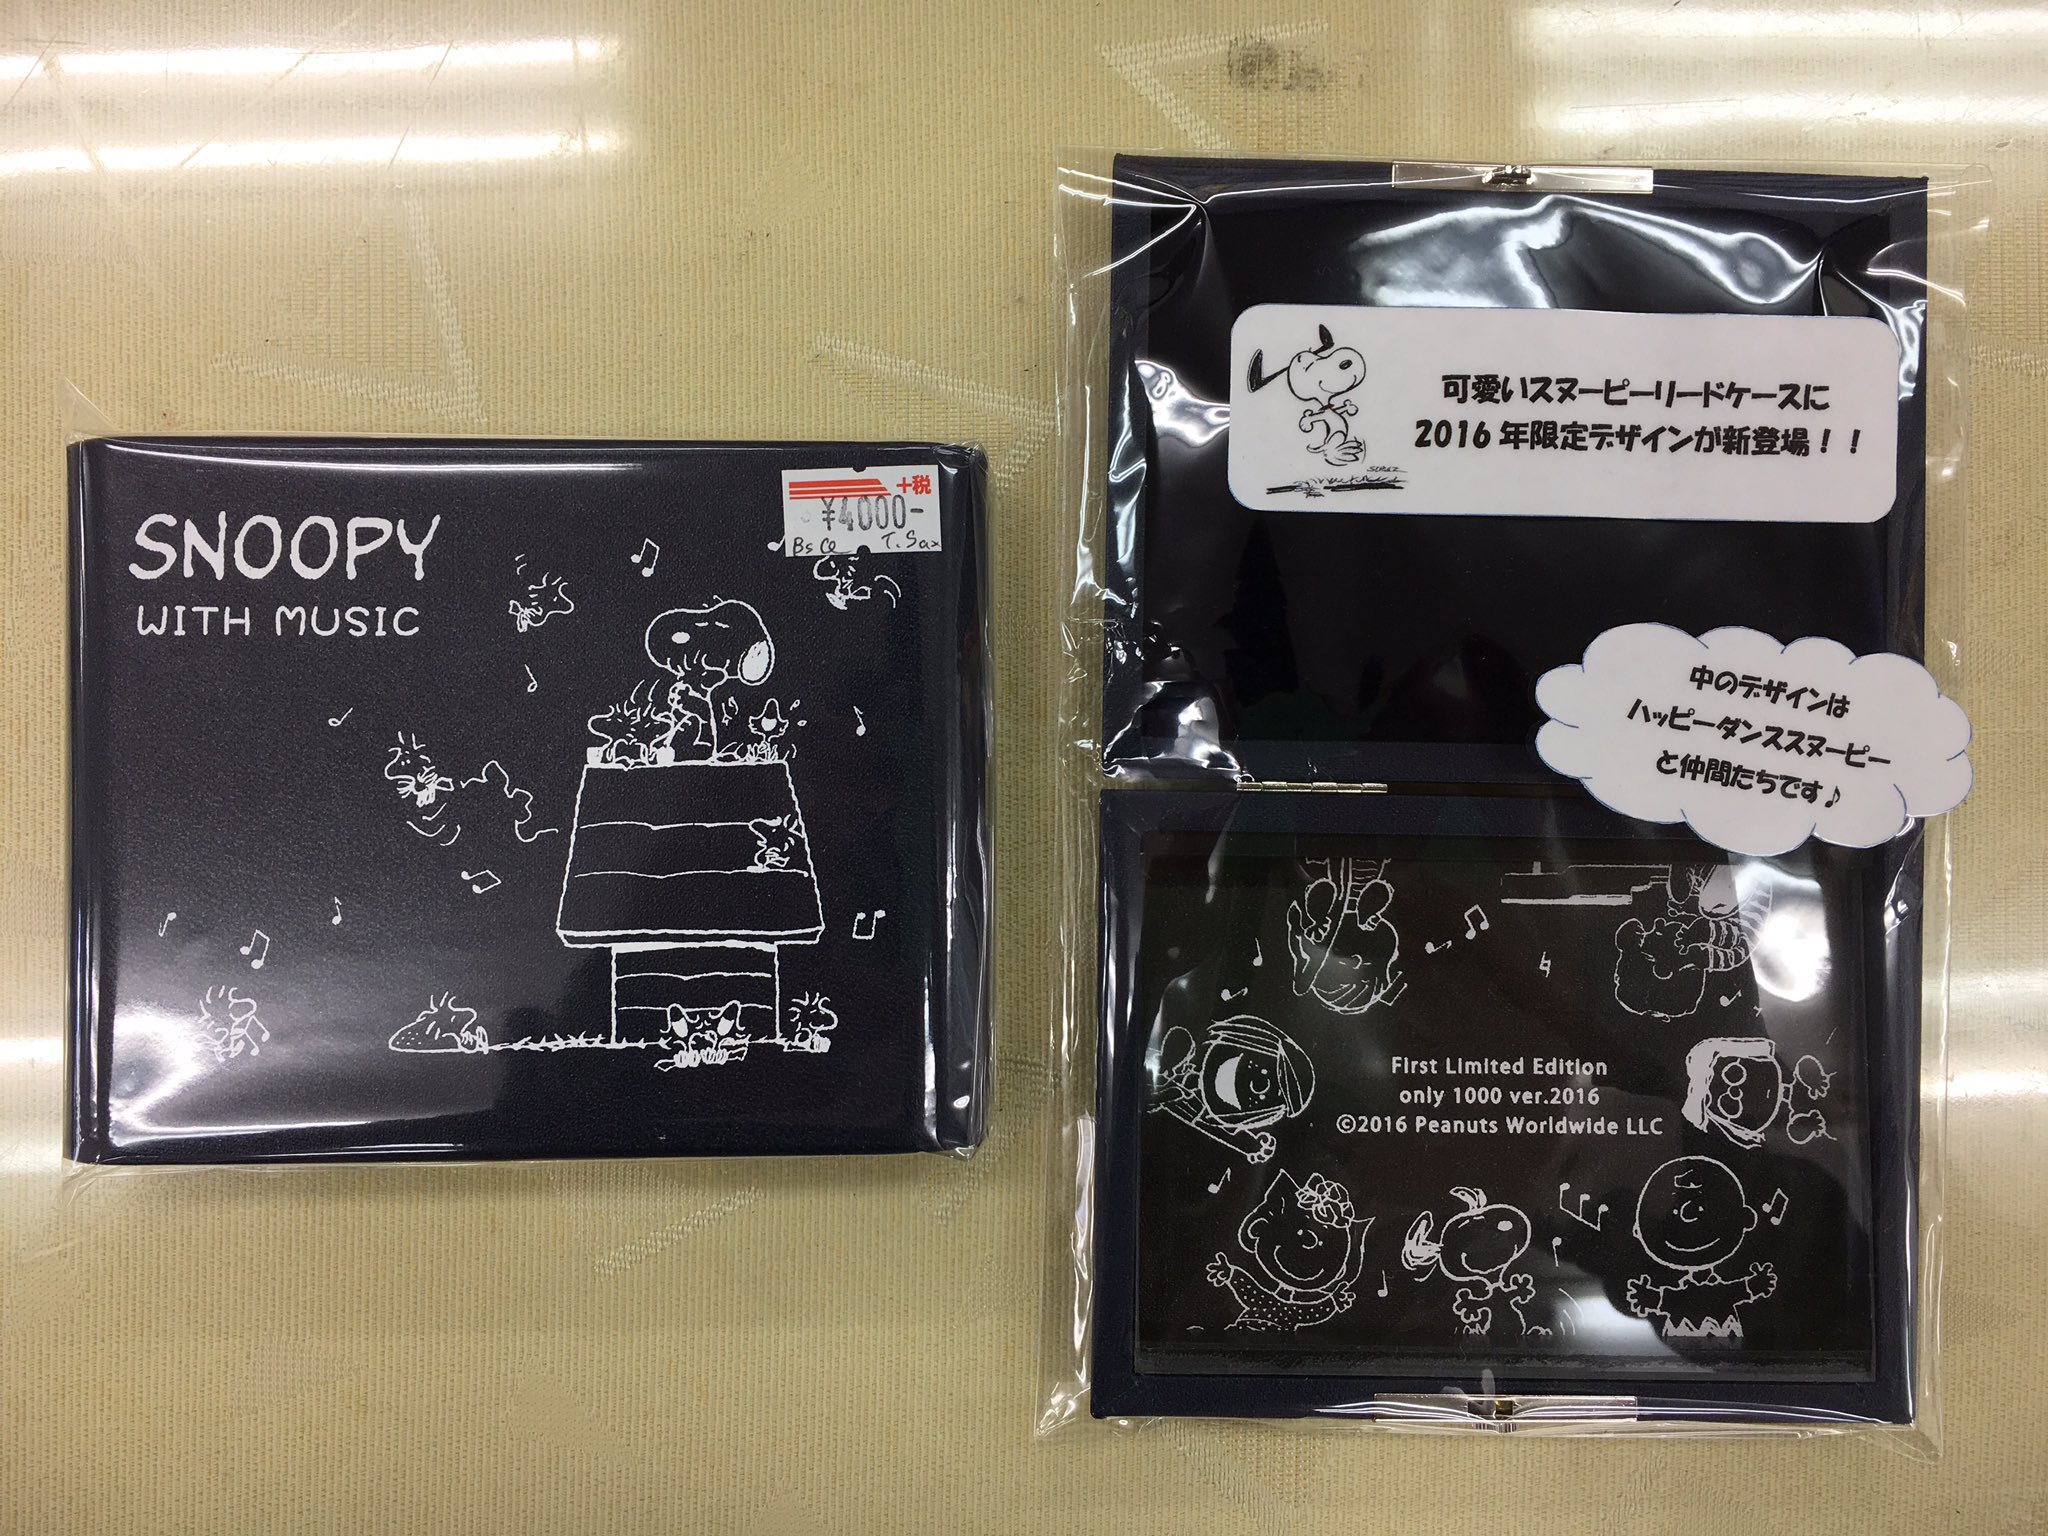 SNOOPY
WITH MUSIC
+税
¥4000-
Bs Cl T. Sax
可愛いスヌーピーリードケースに
2016年限定デザインが新登場！！
中のデザインは
ハッピーダンススヌーピー
と仲間たちです♪
First Limited Edition
only 1000 ver.2016
©2016 Peanuts Worldwide LLC